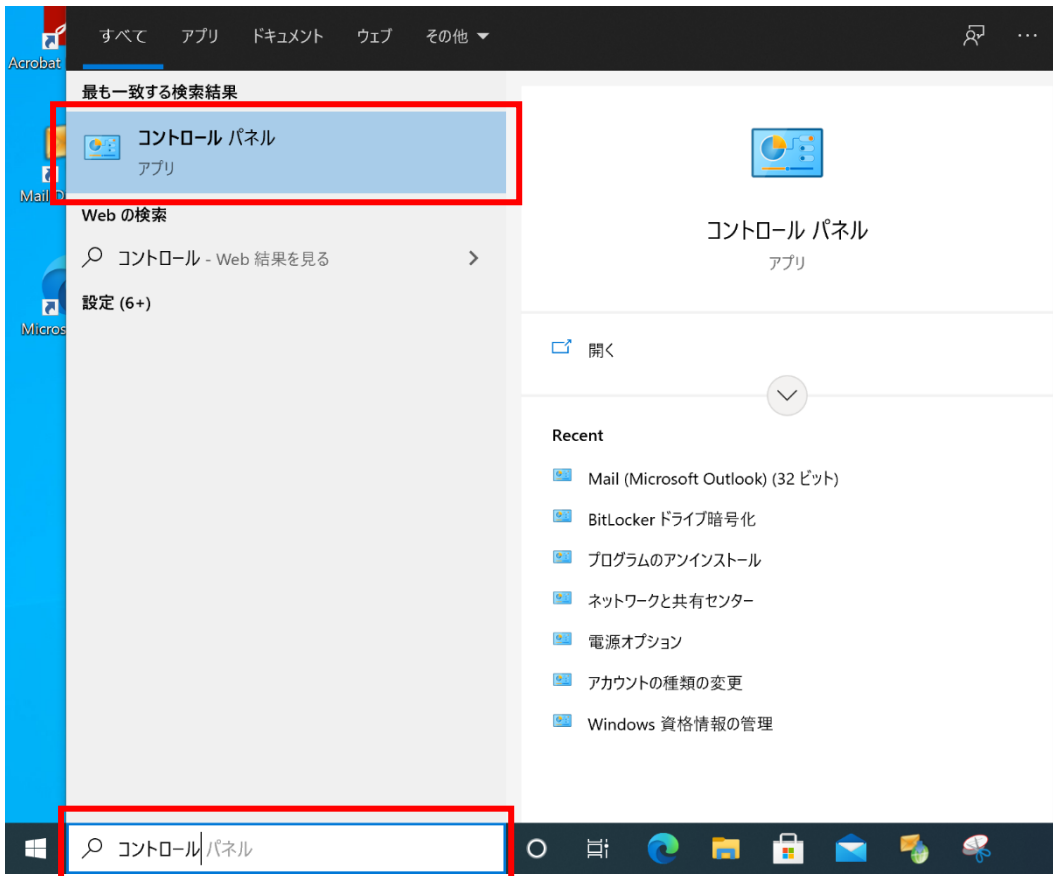 Acrobat
Mail D
Micros
すべて アプリ ドキュメント ウェブ その他
最も一致する検索結果
コントロール パネル
アプリ
Web の検索
コントロール - Web 結果を見る
設定 (6+)
コントロール パネル
アプリ
開く
Recent
Mail (Microsoft Outlook) (32 ビット)
BitLocker ドライブ暗号化
プログラムのアンインストール
ネットワークと共有センター
電源オプション
アカウントの種類の変更
Windows 資格情報の管理
コントロール パネル